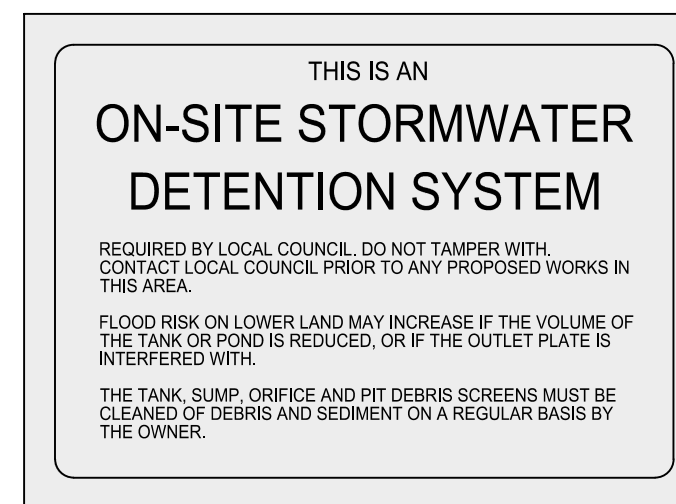 THIS IS AN
ON-SITE STORMWATER
DETENTION SYSTEM
REQUIRED BY LOCAL COUNCIL. DO NOT TAMPER WITH.
CONTACT LOCAL COUNCIL PRIOR TO ANY PROPOSED WORKS IN
THIS AREA.
FLOOD RISK ON LOWER LAND MAY INCREASE IF THE VOLUME OF
THE TANK OR POND IS REDUCED, OR IF THE OUTLET PLATE IS
INTERFERED WITH.
THE TANK, SUMP, ORIFICE AND PIT DEBRIS SCREENS MUST BE
CLEANED OF DEBRIS AND SEDIMENT ON A REGULAR BASIS BY
THE OWNER.